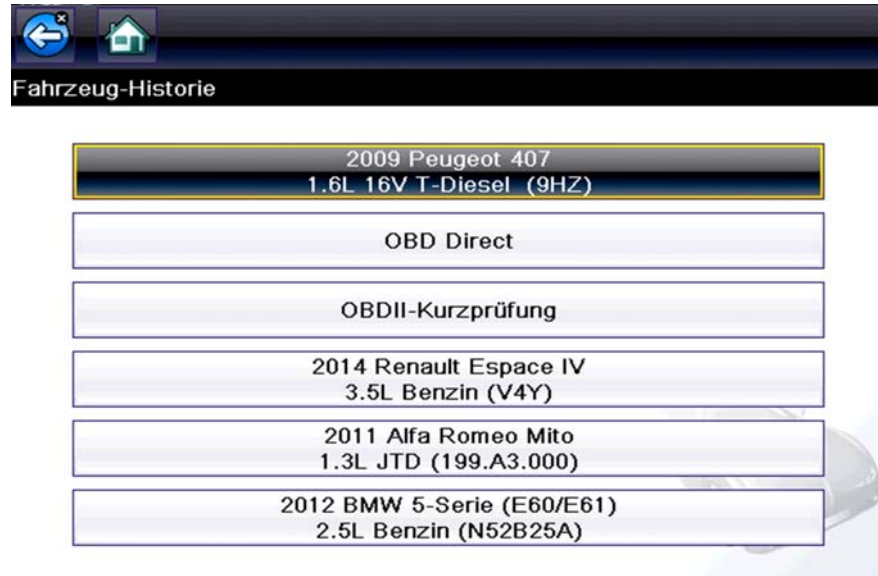 Fahrzeug-Historie
2009 Peugeot 407
1.6L 16V T-Diesel (9HZ)
OBD Direct
OBDII-Kurzprüfung
2014 Renault Espace IV
3.5L Benzin (V4Y)
2011 Alfa Romeo Mito
1.3L JTD (199.A3.000)
2012 BMW 5-Serie (E60/E61)
2.5L Benzin (N52B25A)